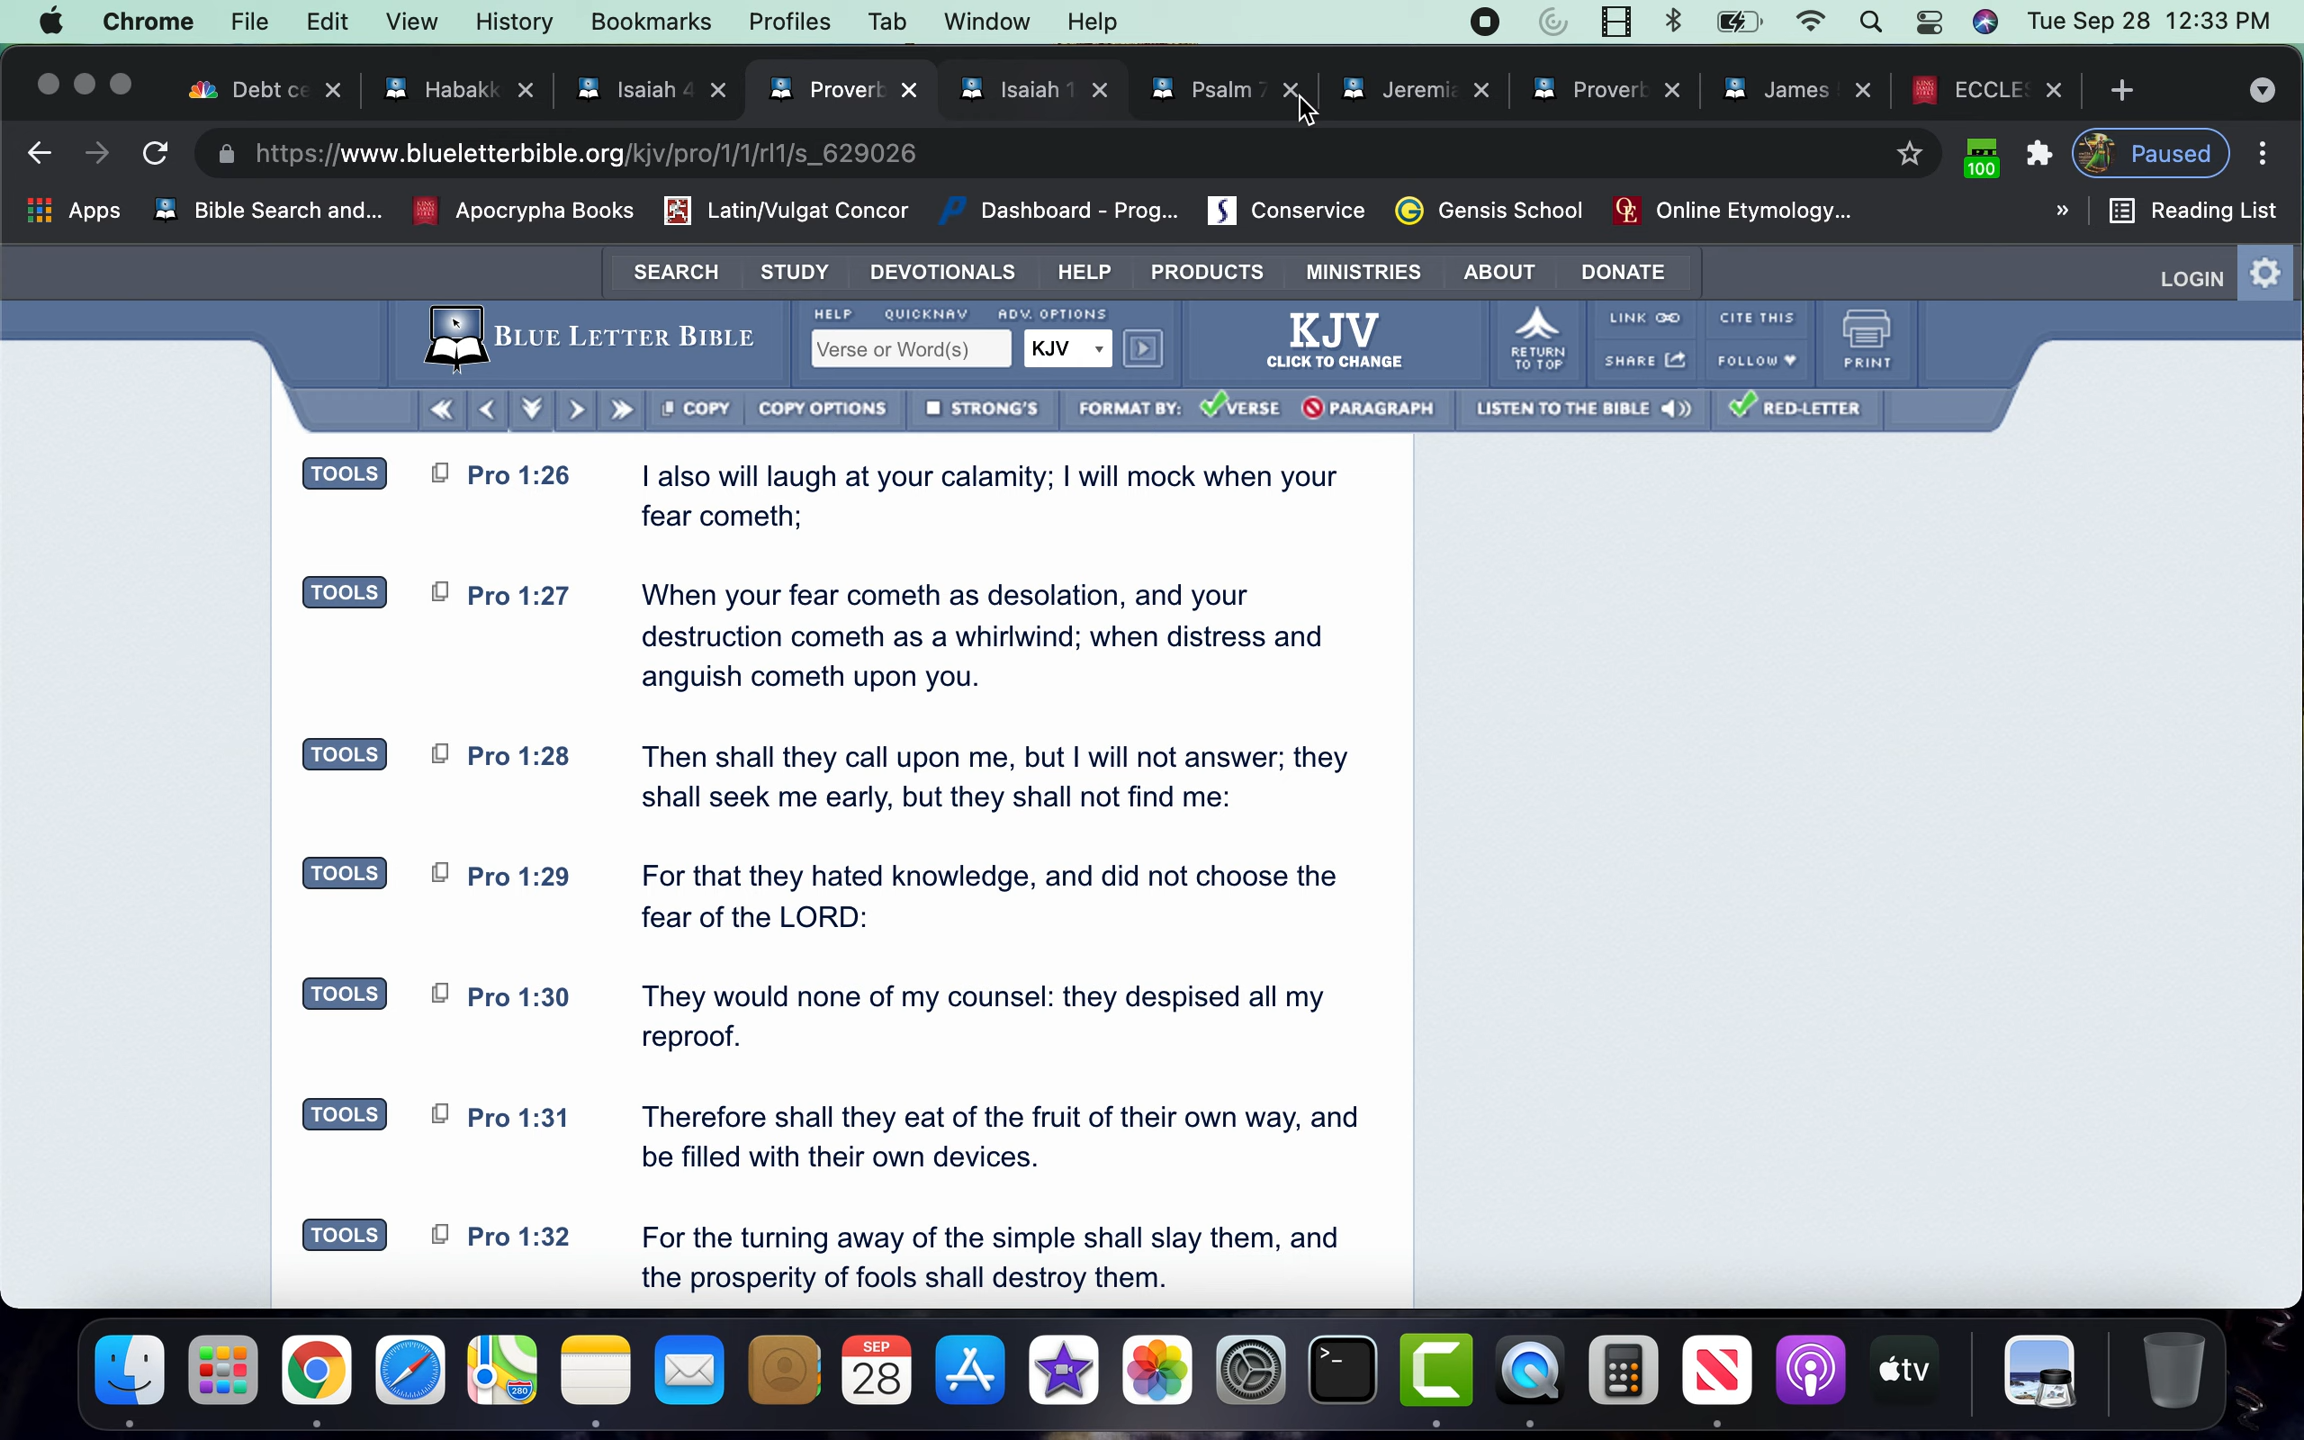 Chrome File Edit View History Bookmarks Profiles Tab Window Help Tue Sep 28 12:33 PM
Debt ce Habakk Isaiah 4 Proverb Isaiah 1 Psalm 7 Jeremia Proverb James ECCLES
https://www.blueletterbible.org/kjv/pro/1/1/rl1/s_629026 100 Paused
Apps Bible Search and... Apocrypha Books Latin/Vulgat Concor Dashboard - Prog... Conservice Gensis School Online Etymology... » Reading List
SEARCH STUDY DEVOTIONALS HELP PRODUCTS MINISTRIES ABOUT DONATE LOGIN
BLUE LETTER BIBLE
HELP QUICKNAV ADV. OPTIONS
Verse or Word(s) KJV
KJV
CLICK TO CHANGE
RETURN
TO TOP
LINK CITE THIS
SHARE FOLLOW
PRINT
COPY COPY OPTIONS STRONG'S FORMAT BY: VERSE PARAGRAPH LISTEN TO THE BIBLE RED-LETTER
TOOLS Pro 1:26 I also will laugh at your calamity; I will mock when your
fear cometh;
TOOLS Pro 1:27 When your fear cometh as desolation, and your
destruction cometh as a whirlwind; when distress and
anguish cometh upon you.
TOOLS Pro 1:28 Then shall they call upon me, but I will not answer; they
shall seek me early, but they shall not find me:
TOOLS Pro 1:29 For that they hated knowledge, and did not choose the
fear of the LORD:
TOOLS Pro 1:30 They would none of my counsel: they despised all my
reproof.
TOOLS Pro 1:31 Therefore shall they eat of the fruit of their own way, and
be filled with their own devices.
TOOLS Pro 1:32 For the turning away of the simple shall slay them, and
the prosperity of fools shall destroy them.
SEP
28
280
>_
tv